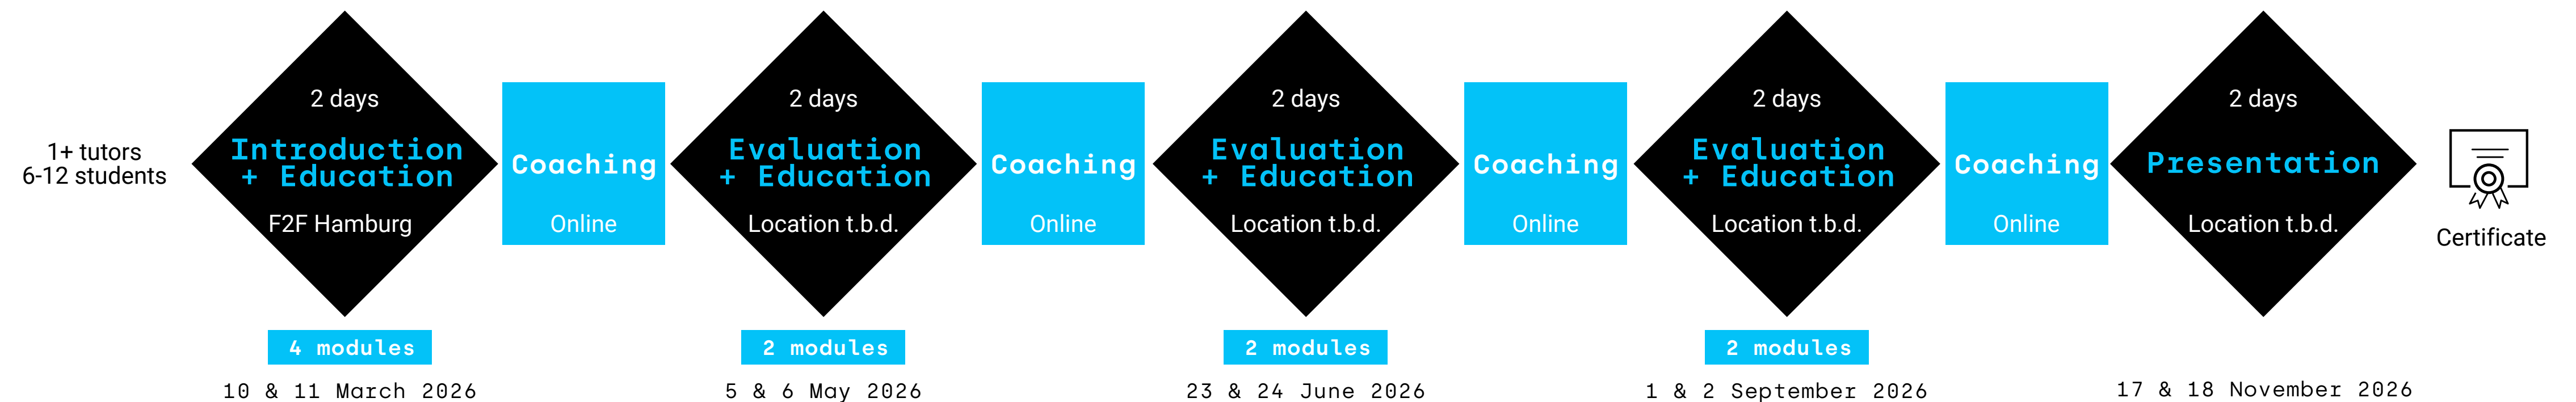 1+ tutors
6-12 students
2 days
Introduction
+ Education
F2F Hamburg
4 modules
10 & 11 March 2026
Coaching
Online
2 days
Evaluation
+ Education
Location t.b.d.
2 modules
5 & 6 May 2026
Coaching
Online
2 days
Evaluation
+ Education
Location t.b.d.
2 modules
23 & 24 June 2026
Coaching
Online
2 days
Evaluation
+ Education
Location t.b.d.
2 modules
1 & 2 September 2026
Coaching
Online
2 days
Presentation
Location t.b.d.
17 & 18 November 2026
Certificate